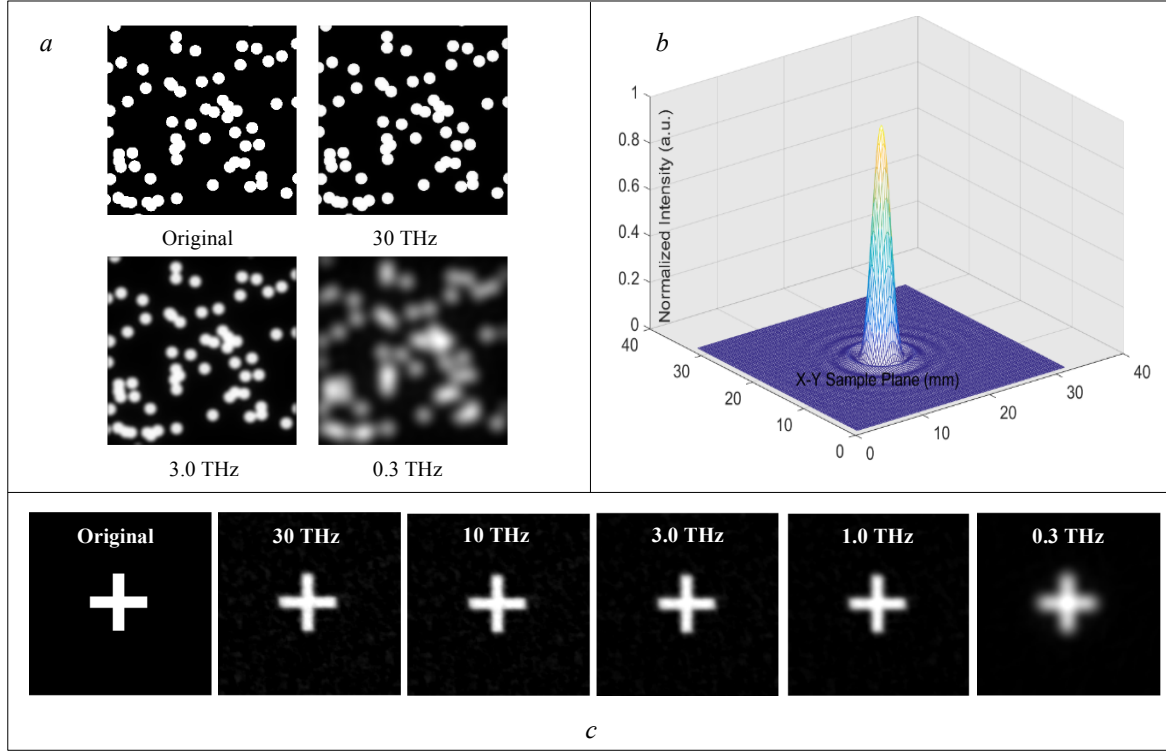 a
Original
30 THz
3.0 THz
0.3 THz
b
1
0.8
0.6
0.4
0.2
0
Normalized Intensity (a.u.)
40
30
20
10
0
X-Y Sample Plane (mm)
0
10
20
30
40
Original
30 THz
10 THz
3.0 THz
1.0 THz
0.3 THz
c